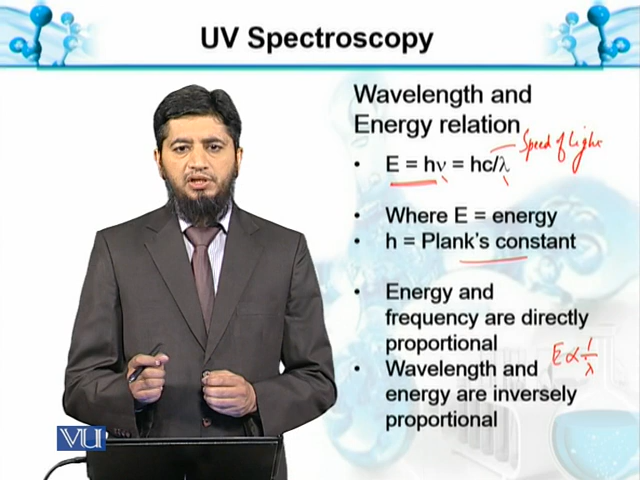 UV Spectroscopy
Wavelength and
Energy relation
Speed of light
• E = hν = hc/λ
• Where E = energy
• h = Plank's constant
• Energy and
frequency are directly
proportional
E ∝ 1/λ
• Wavelength and
energy are inversely
proportional
VU